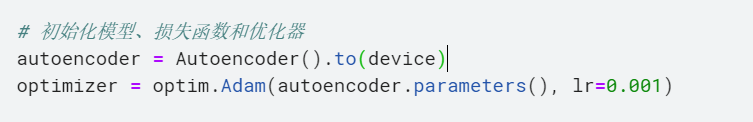 # 初始化模型、损失函数和优化器
autoencoder = Autoencoder().to(device)
optimizer = optim.Adam(autoencoder.parameters(), lr=0.001)